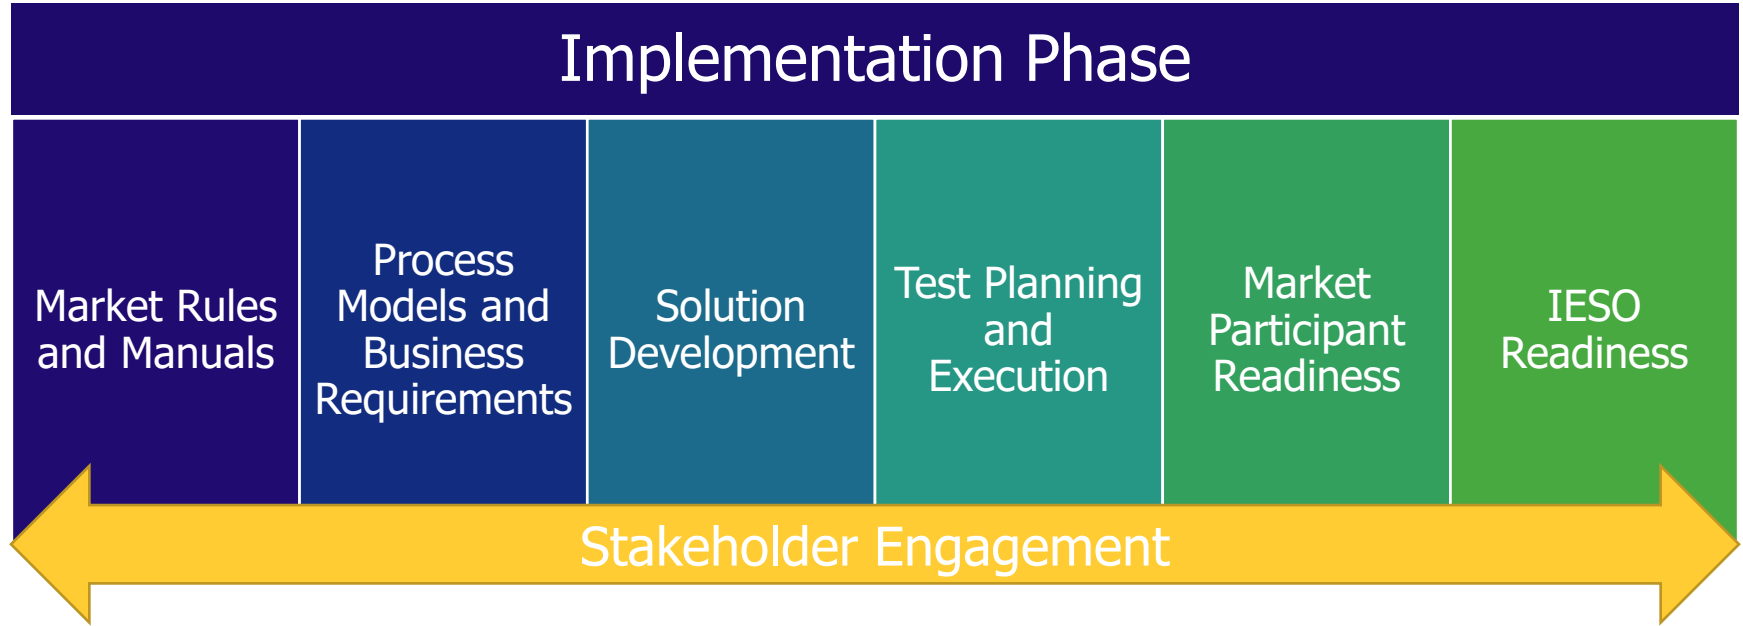 Implementation Phase
Market Rules
and Manuals
Process
Models and
Business
Requirements
Solution
Development
Test Planning
and
Execution
Market
Participant
Readiness
IESO
Readiness
Stakeholder Engagement